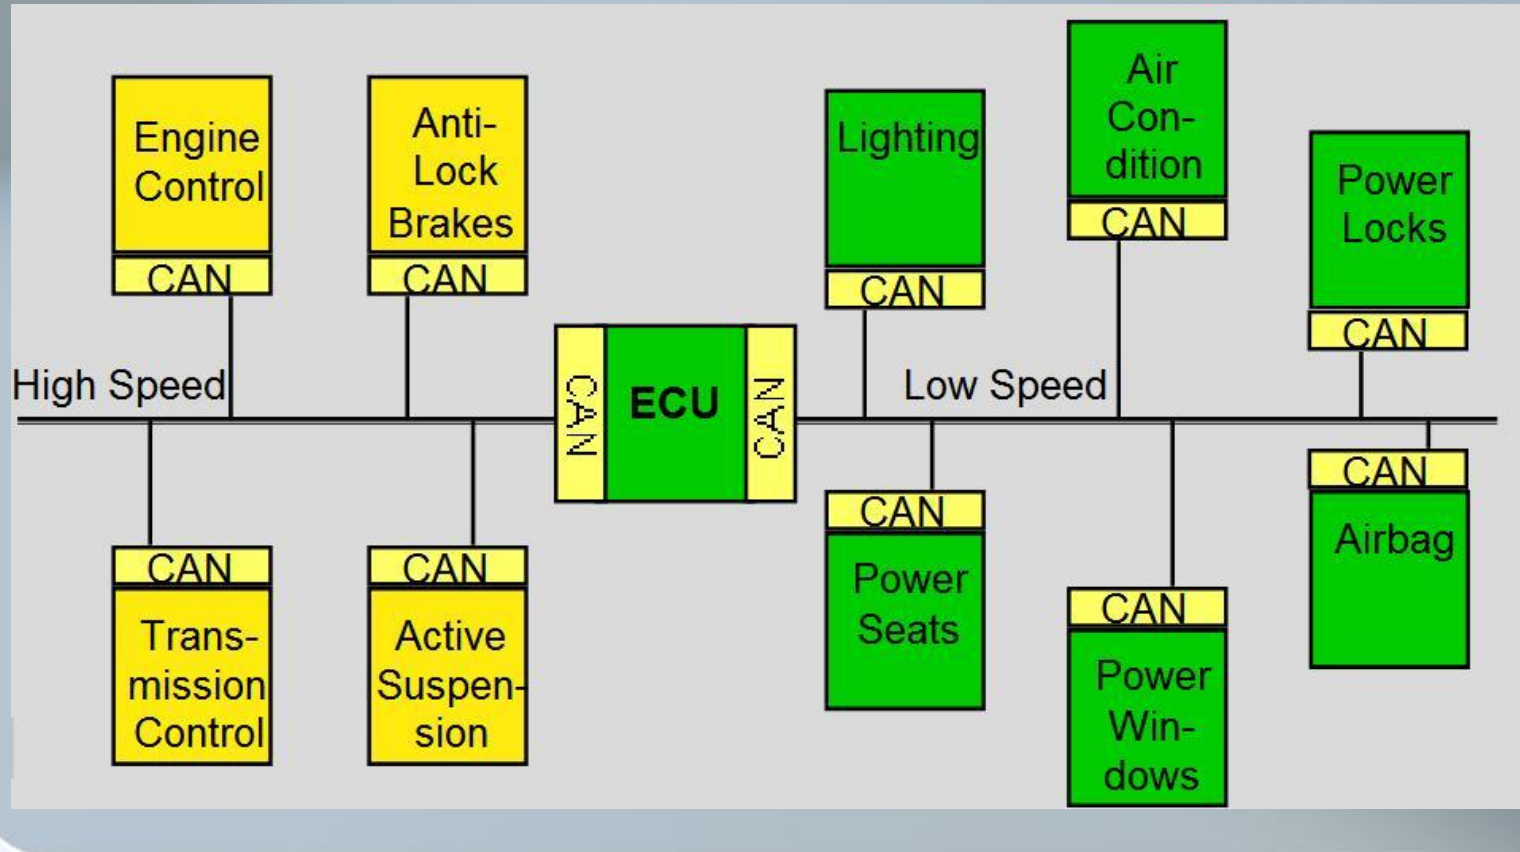 Engine
Control
CAN
Anti-
Lock
Brakes
CAN
Lighting
CAN
Air
Con-
dition
CAN
Power
Locks
CAN
High Speed
CAN
ECU
CAN
Low Speed
CAN
Trans-
mission
Control
CAN
Active
Suspen-
sion
CAN
Power
Seats
CAN
Power
Win-
dows
CAN
Airbag